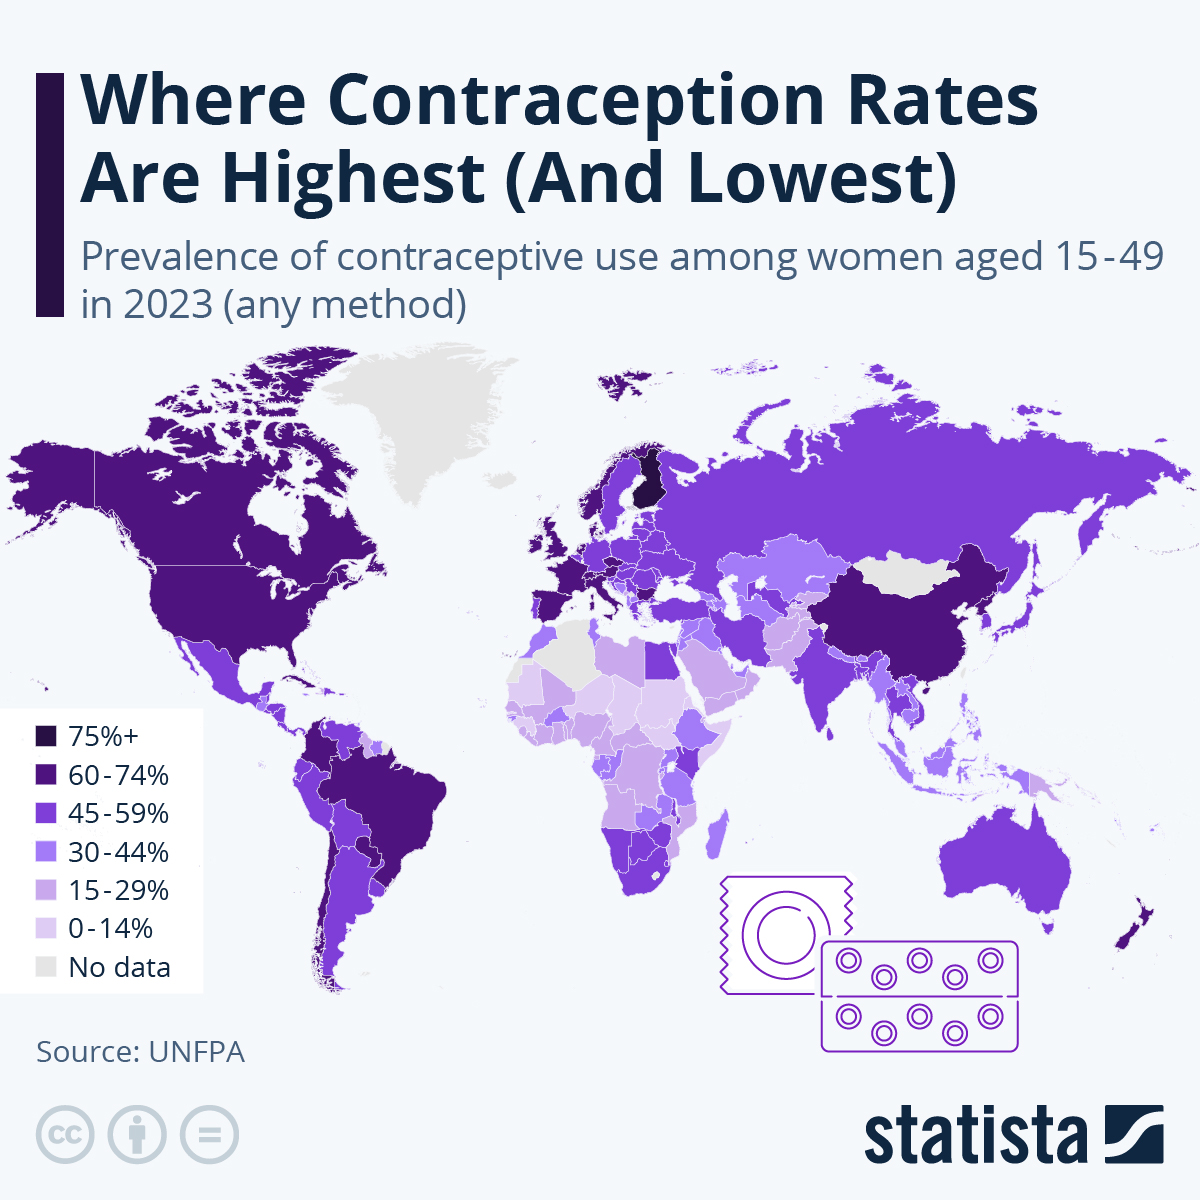 Where Contraception Rates
Are Highest (And Lowest)
Prevalence of contraceptive use among women aged 15-49
in 2023 (any method)
75%+
60-74%
45-59%
30-44%
15-29%
0-14%
No data
Source: UNFPA
cc
statista